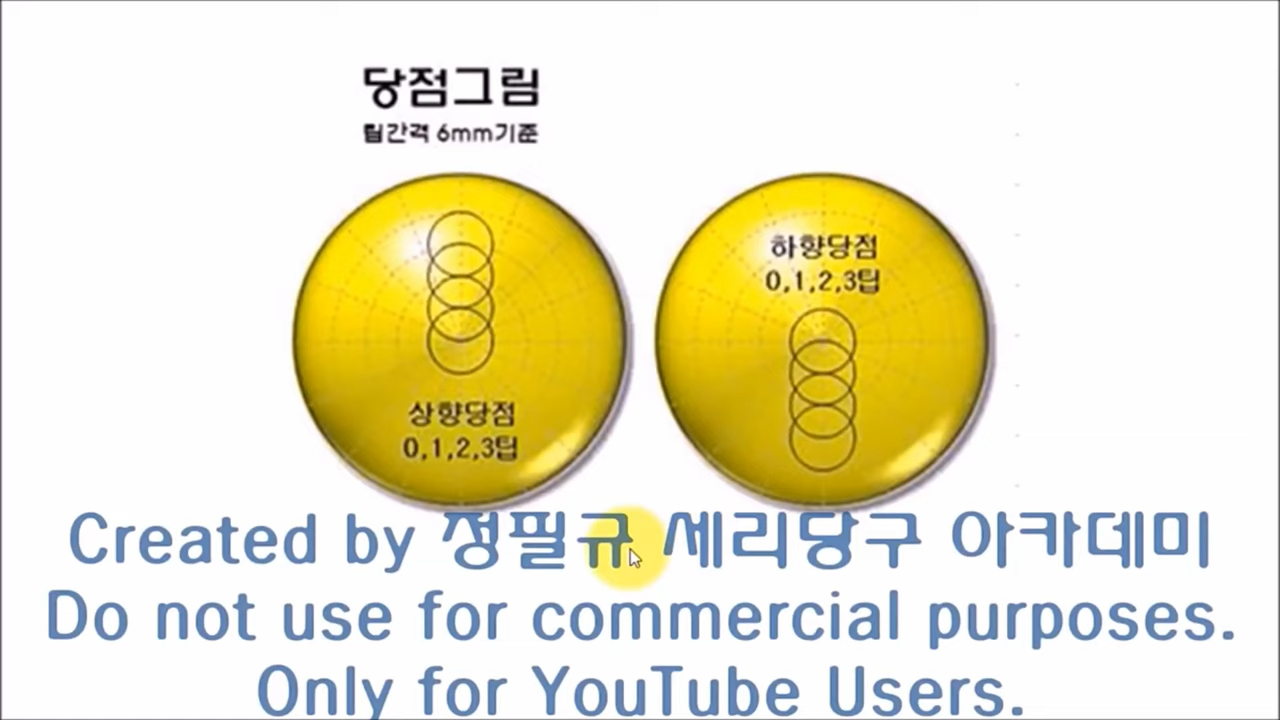 당점그림
팁간격 6mm기준
하향당점
0,1,2,3팁
상향당점
0,1,2,3팁
Created by 정필규 세리당구 아카데미
Do not use for commercial purposes.
Only for YouTube Users.